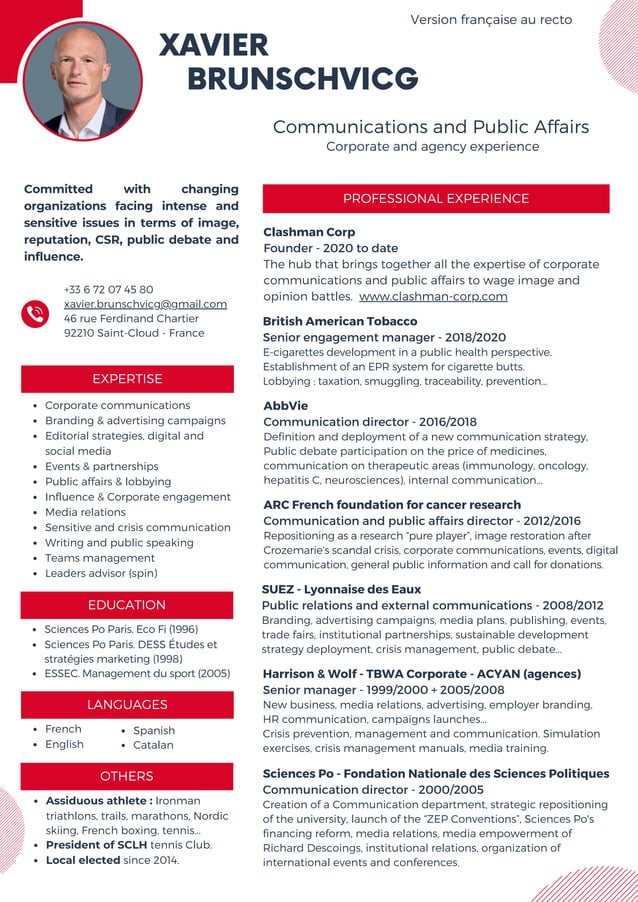 Version française au recto
XAVIER
BRUNSCHVICG
Communications and Public Affairs
Corporate and agency experience
Committed with changing
organizations facing intense and
sensitive issues in terms of image,
reputation, CSR, public debate and
influence.
+33 6 72 07 45 80
xavier.brunschvicg@gmail.com
46 rue Ferdinand Chartier
92210 Saint-Cloud - France
EXPERTISE
Corporate communications
Branding & advertising campaigns
Editorial strategies, digital and
social media
Events & partnerships
Public affairs & lobbying
Influence & Corporate engagement
Media relations
Sensitive and crisis communication
Writing and public speaking
Teams management
Leaders advisor (spin)
EDUCATION
Sciences Po Paris. Eco Fi (1996)
Sciences Po Paris. DESS Études et
stratégies marketing (1998)
ESSEC. Management du sport (2005)
LANGUAGES
French
English
Spanish
Catalan
OTHERS
Assiduous athlete : Ironman
triathlons, trails, marathons, Nordic
skiing, French boxing, tennis...
President of SCLH tennis Club.
Local elected since 2014.
PROFESSIONAL EXPERIENCE
Clashman Corp
Founder - 2020 to date
The hub that brings together all the expertise of corporate
communications and public affairs to wage image and
opinion battles. www.clashman-corp.com
British American Tobacco
Senior engagement manager - 2018/2020
E-cigarettes development in a public health perspective.
Establishment of an EPR system for cigarette butts.
Lobbying : taxation, smuggling, traceability, prevention...
AbbVie
Communication director - 2016/2018
Definition and deployment of a new communication strategy,
Public debate participation on the price of medicines,
communication on therapeutic areas (immunology, oncology,
hepatitis C, neurosciences), internal communication...
ARC French foundation for cancer research
Communication and public affairs director - 2012/2016
Repositioning as a research "pure player", image restoration after
Crozemarie's scandal crisis, corporate communications, events, digital
communication, general public information and call for donations.
SUEZ - Lyonnaise des Eaux
Public relations and external communications - 2008/2012
Branding, advertising campaigns, media plans, publishing, events,
trade fairs, institutional partnerships, sustainable development
strategy deployment, crisis management, public debate...
Harrison & Wolf - TBWA Corporate - ACYAN (agences)
Senior manager - 1999/2000 + 2005/2008
New business, media relations, advertising, employer branding,
HR communication, campaigns launches...
Crisis prevention, management and communication. Simulation
exercises, crisis management manuals, media training.
Sciences Po - Fondation Nationale des Sciences Politiques
Communication director - 2000/2005
Creation of a Communication department, strategic repositioning
of the university, launch of the "ZEP Conventions", Sciences Po's
financing reform, media relations, media empowerment of
Richard Descoings, institutional relations, organization of
international events and conferences.